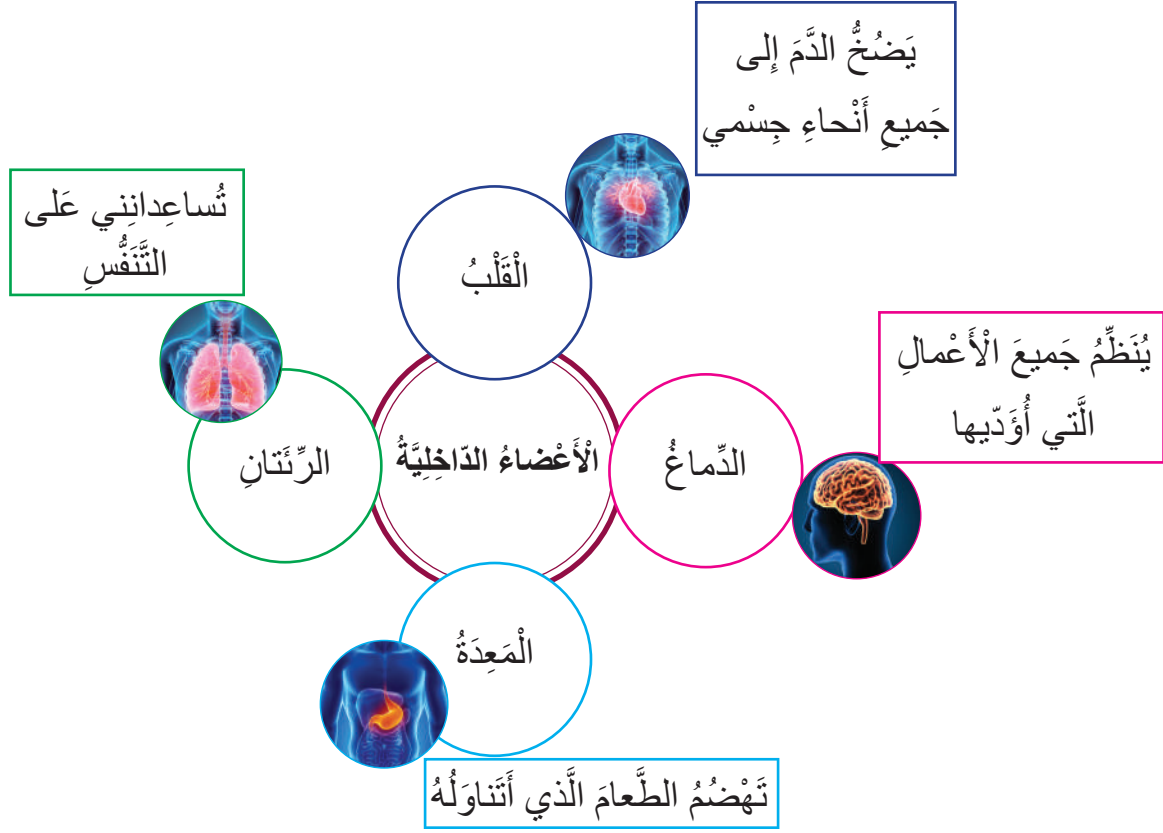 يَضُخُّ الدَّمَ إِلى
جَميعِ أَنْحاءِ جِسْمي
تُساعِدانِني عَلى
التَّنَفُّسِ
الْقَلْبُ
يُنَظِّمُ جَميعَ الْأَعْمالِ
الَّتي أُؤَدّيها
الدِّماغُ
الْأَعْضاءُ الدّاخِلِيَّةُ
الرِّئَتانِ
الْمَعِدَةُ
تَهْضُمُ الطَّعامَ الَّذي أَتَناوَلُهُ